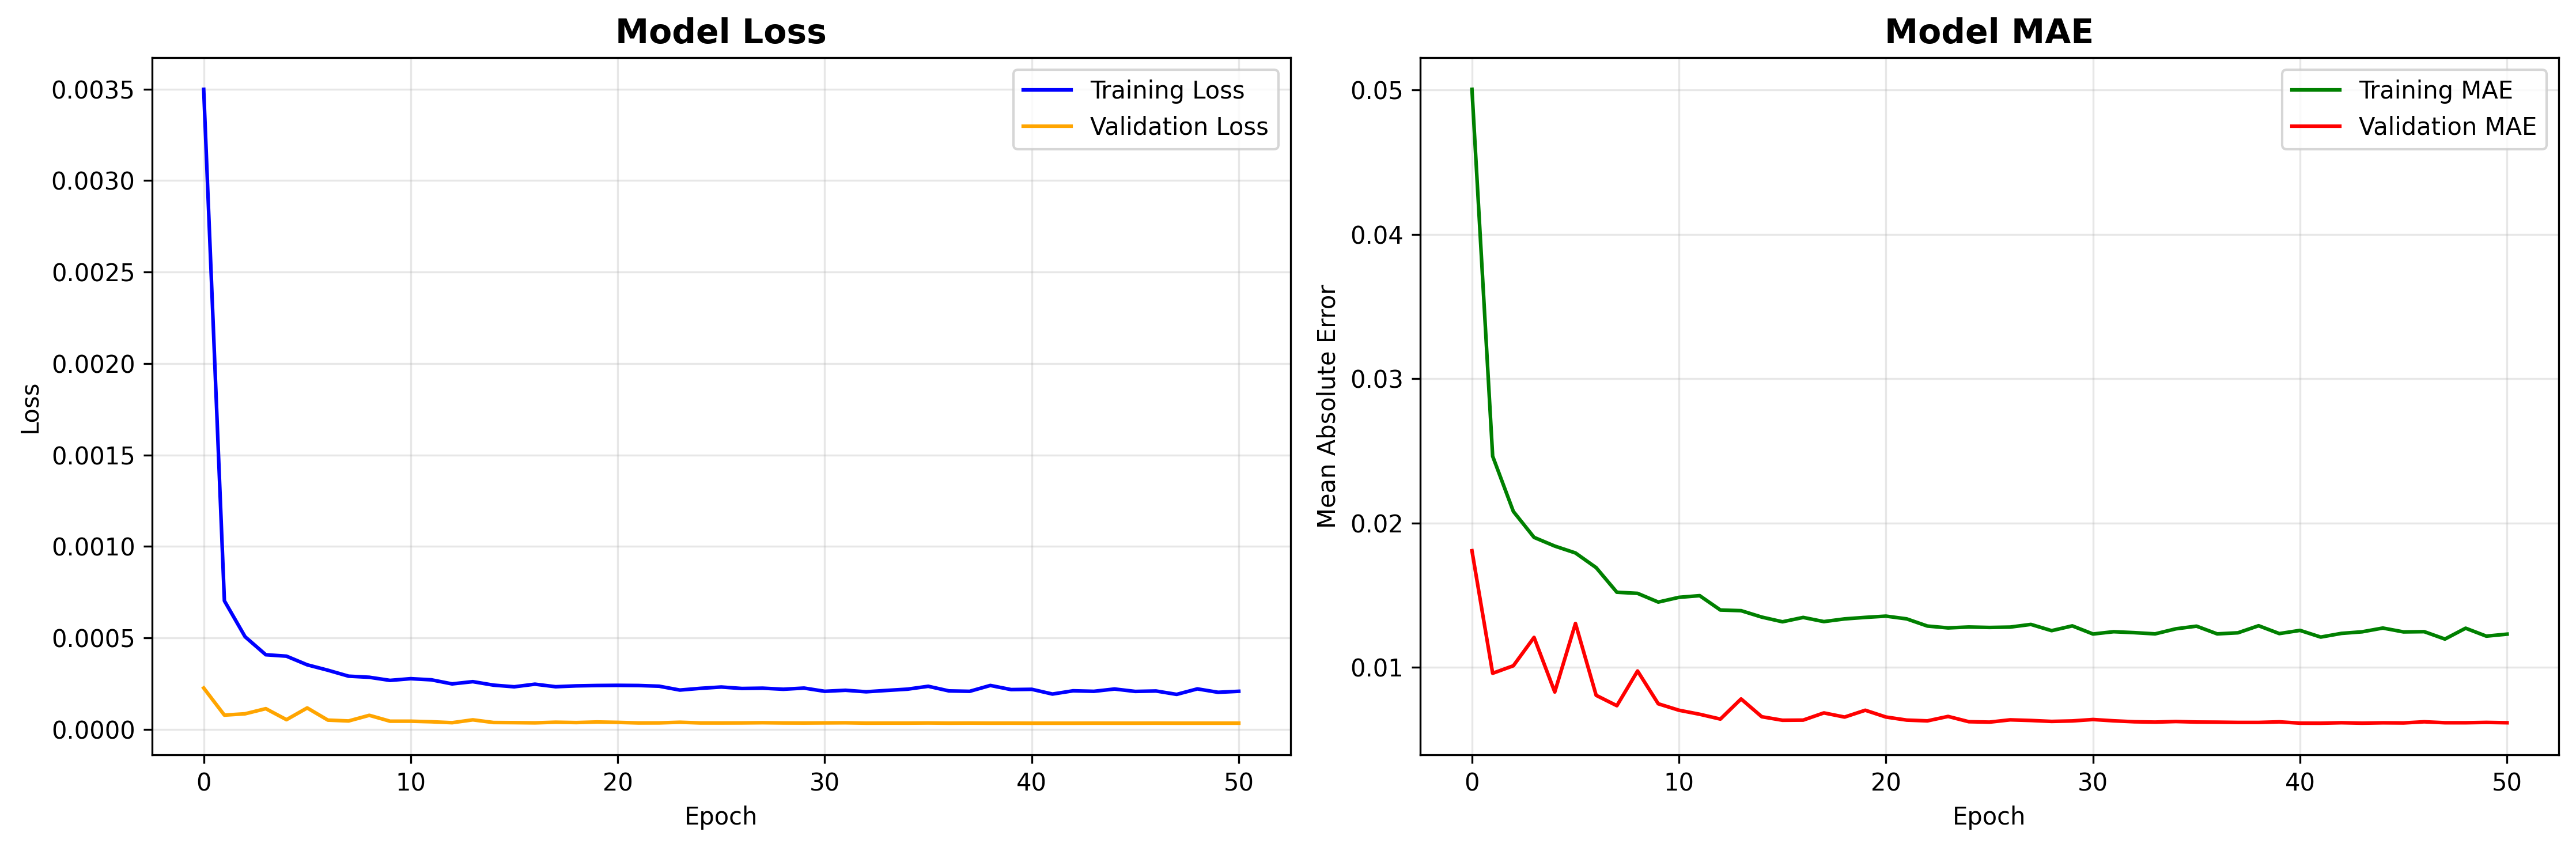 Model Loss
0.0035
0.0030
0.0025
0.0020
0.0015
0.0010
0.0005
0.0000
Loss
0 10 20 30 40 50
Epoch
Training Loss
Validation Loss
Model MAE
0.05
0.04
0.03
0.02
0.01
Mean Absolute Error
0 10 20 30 40 50
Epoch
Training MAE
Validation MAE